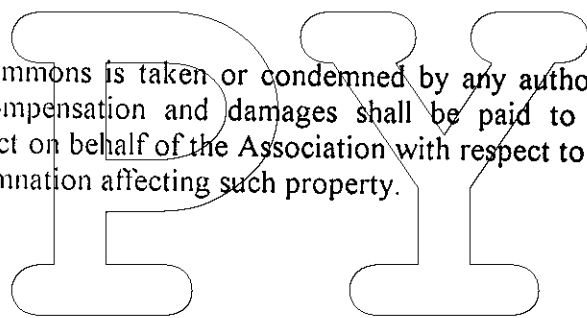 mmons is taken or condemned by any autho
mpensation and damages shall be paid to
ct on behalf of the Association with respect to
mnation affecting such property.
PY